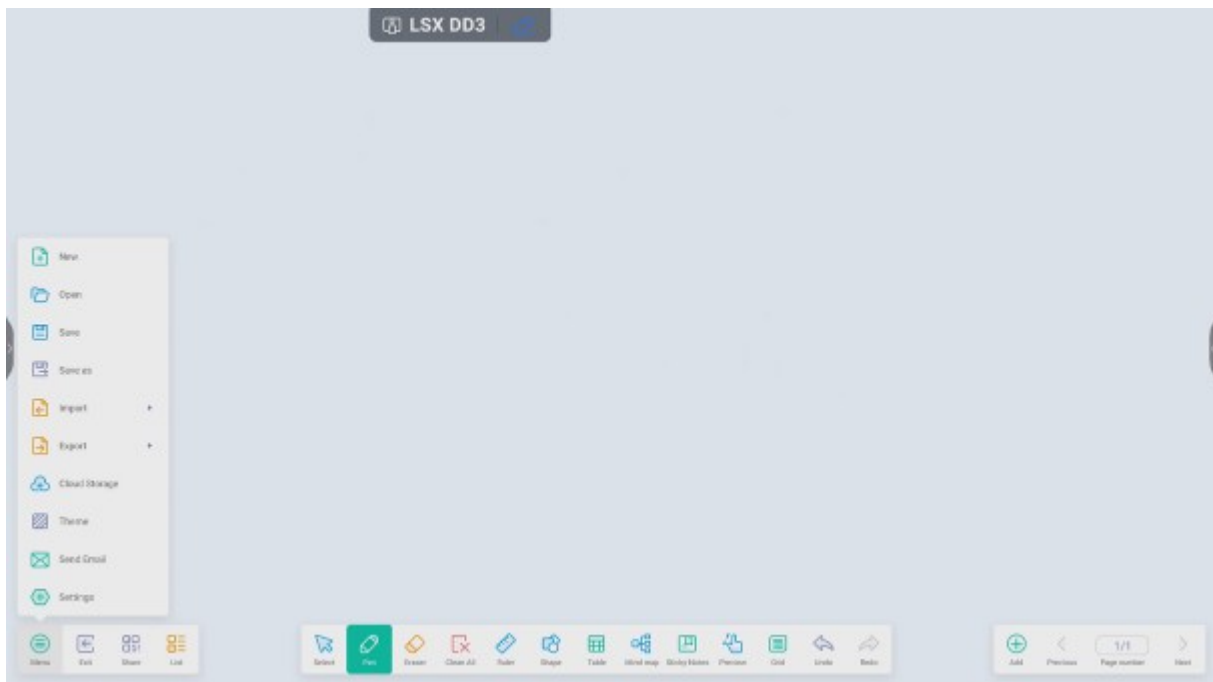 LSX DD3
New
Open
Save
Save as
Import
Export
Cloud Storage
Theme
Send Email
Settings
Menu Exit Share List
Select Pen Eraser Clean All Ruler Shape Table Mind map Sticky Notes Precise Grid Undo Redo
1/1
Add Previous Page number Next